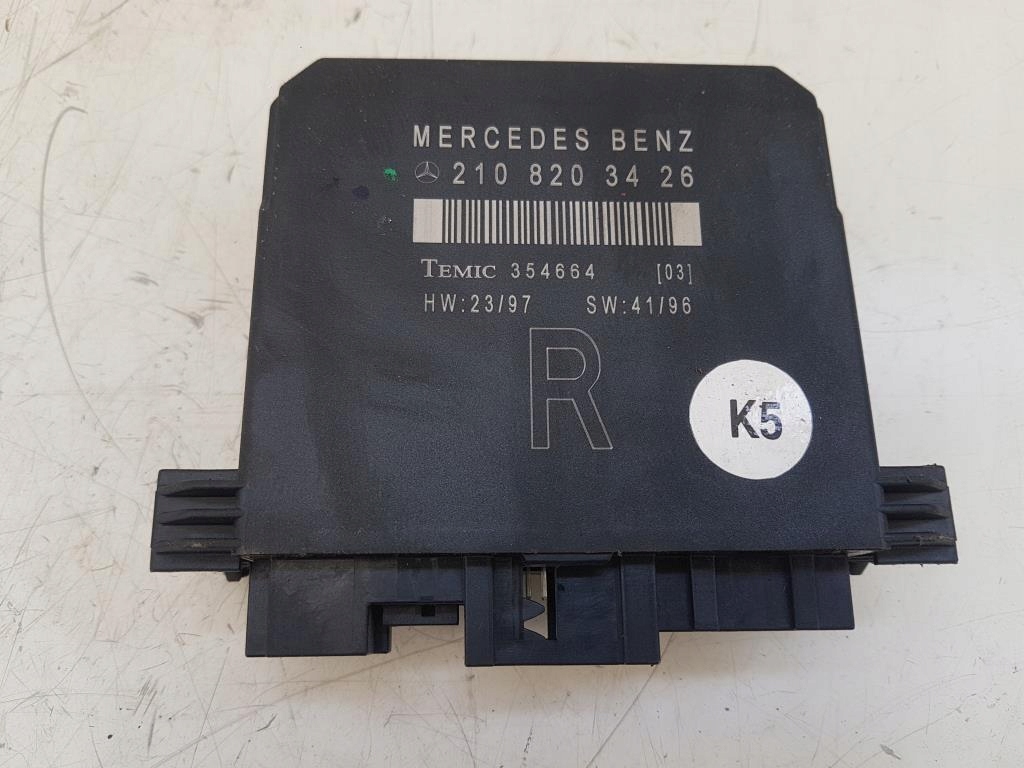 MERCEDES BENZ
210 820 34 26
TEMIC 354664 [03]
HW:23/97 SW:41/96
R
K5